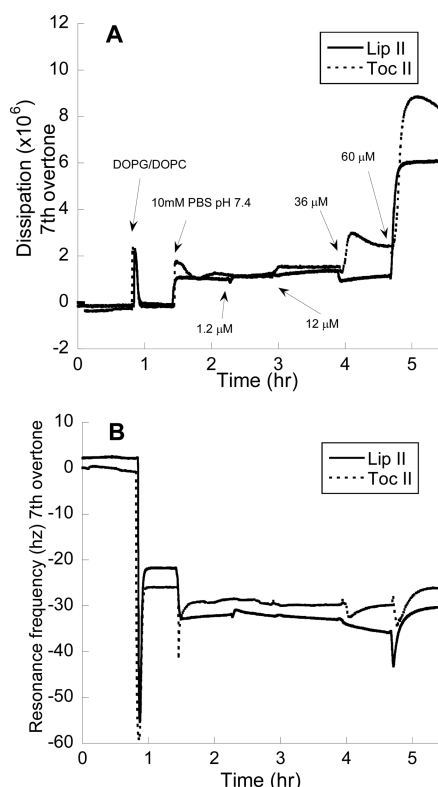 A
12
10
8
6
4
2
0
-2
Dissipation (x10⁶)
7th overtone
Lip II
Toc II
DOPG/DOPC
10mM PBS pH 7.4
60 µM
36 µM
1.2 µM
12 µM
0 1 2 3 4 5
Time (hr)
B
10
0
-10
-20
-30
-40
-50
-60
Resonance frequency (hz) 7th overtone
Lip II
Toc II
0 1 2 3 4 5
Time (hr)